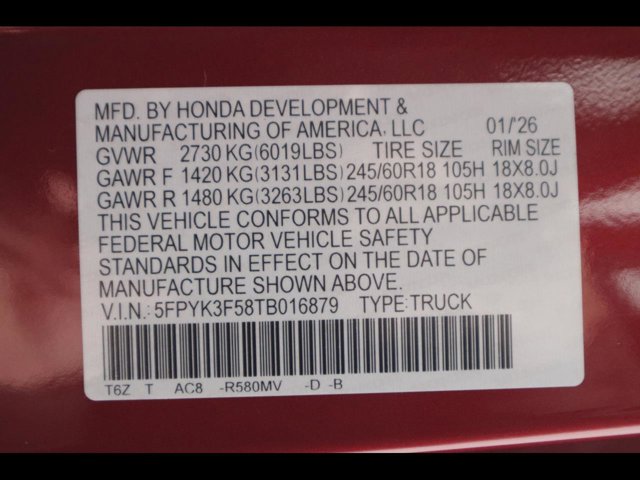 MFD. BY HONDA DEVELOPMENT &
MANUFACTURING OF AMERICA, LLC 01/'26
GVWR 2730 KG(6019LBS) TIRE SIZE RIM SIZE
GAWR F 1420 KG(3131LBS) 245/60R18 105H 18X8.0J
GAWR R 1480 KG(3263LBS) 245/60R18 105H 18X8.0J
THIS VEHICLE CONFORMS TO ALL APPLICABLE
FEDERAL MOTOR VEHICLE SAFETY
STANDARDS IN EFFECT ON THE DATE OF
MANUFACTURE SHOWN ABOVE.
V.I.N.: 5FPYK3F58TB016879 TYPE:TRUCK
T6Z T AC8 -R580MV -D -B